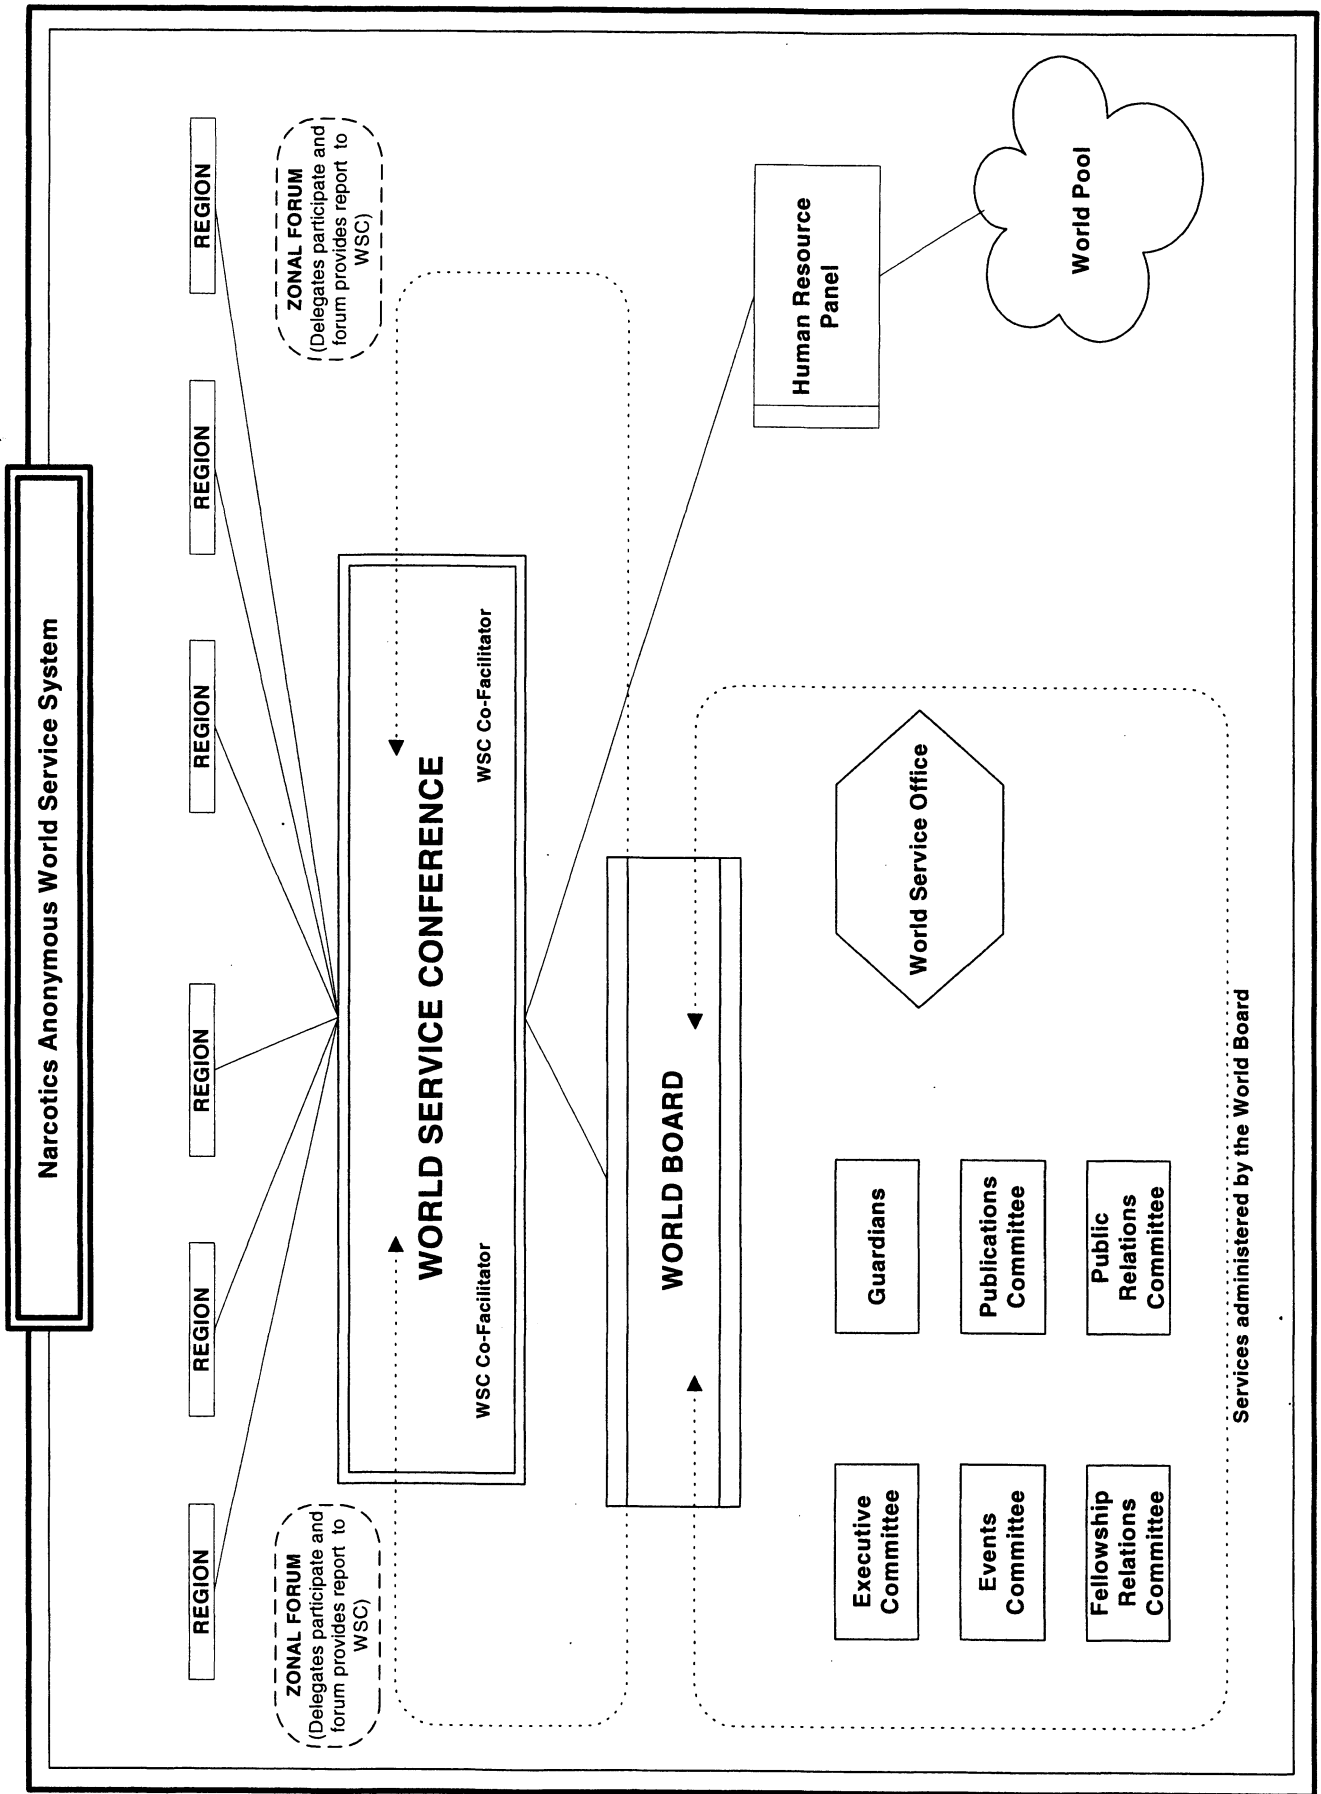 Narcotics Anonymous World Service System
REGION
REGION
REGION
REGION
REGION
REGION
ZONAL FORUM
(Delegates participate and
forum provides report to
WSC)
ZONAL FORUM
(Delegates participate and
forum provides report to
WSC)
WORLD SERVICE CONFERENCE
WSC Co-Facilitator
WSC Co-Facilitator
WORLD BOARD
Human Resource
Panel
World Pool
Executive
Committee
Guardians
World Service Office
Events
Committee
Publications
Committee
Fellowship
Relations
Committee
Public
Relations
Committee
Services administered by the World Board